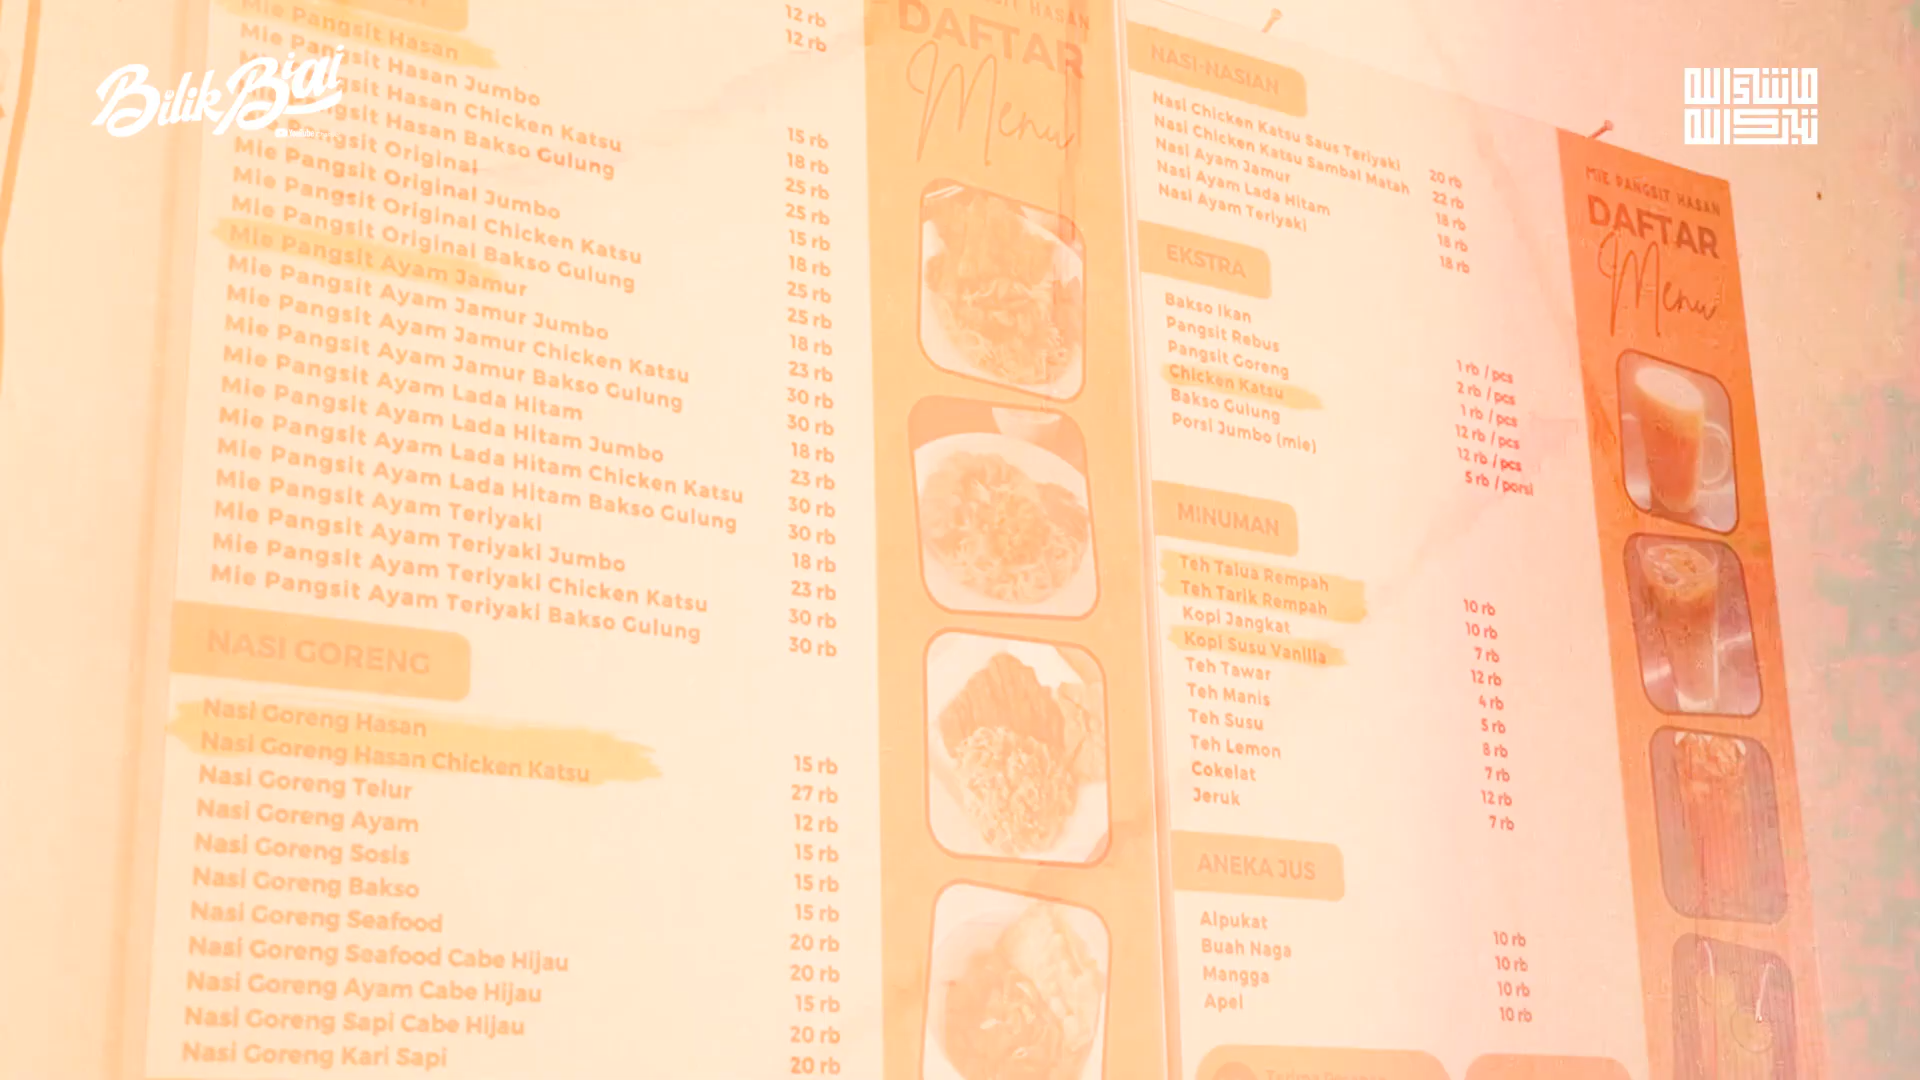 Bilik Biai
ماشاء الله
تبارك الله
12 rb
12 rb
Mie Pangsit Hasan 15 rb
Mie Pangsit Hasan Jumbo 18 rb
Hasan Chicken Katsu 25 rb
Hasan Bakso Gulung 25 rb
Original 15 rb
Mie Pangsit Original Jumbo 18 rb
Mie Pangsit Original Chicken Katsu 25 rb
Mie Pangsit Original Bakso Gulung 25 rb
Mie Pangsit Ayam Jamur 18 rb
Mie Pangsit Ayam Jamur Jumbo 23 rb
Mie Pangsit Ayam Jamur Chicken Katsu 30 rb
Mie Pangsit Ayam Jamur Bakso Gulung 30 rb
Mie Pangsit Ayam Lada Hitam 18 rb
Mie Pangsit Ayam Lada Hitam Jumbo 23 rb
Mie Pangsit Ayam Lada Hitam Chicken Katsu 30 rb
Mie Pangsit Ayam Lada Hitam Bakso Gulung 30 rb
Mie Pangsit Ayam Teriyaki 18 rb
Mie Pangsit Ayam Teriyaki Jumbo 23 rb
Mie Pangsit Ayam Teriyaki Chicken Katsu 30 rb
Mie Pangsit Ayam Teriyaki Bakso Gulung 30 rb
NASI GORENG
Nasi Goreng Hasan 15 rb
Nasi Goreng Hasan Chicken Katsu 27 rb
Nasi Goreng Telur 12 rb
Nasi Goreng Ayam 15 rb
Nasi Goreng Sosis 15 rb
Nasi Goreng Bakso 15 rb
Nasi Goreng Seafood 20 rb
Nasi Goreng Seafood Cabe Hijau 20 rb
Nasi Goreng Ayam Cabe Hijau 15 rb
Nasi Goreng Sapi Cabe Hijau 20 rb
Nasi Goreng Kari Sapi 20 rb
HASAN
DAFTAR
Menu
NASI-NASIAN
Nasi Chicken Katsu Saus Teriyaki 20 rb
Nasi Chicken Katsu Sambal Matah 22 rb
Nasi Ayam Jamur 18 rb
Nasi Ayam Lada Hitam 18 rb
Nasi Ayam Teriyaki 18 rb
EKSTRA
Bakso Ikan 1 rb / pcs
Pangsit Rebus 2 rb / pcs
Pangsit Goreng 1 rb / pcs
Chicken Katsu 12 rb / pcs
Bakso Gulung 12 rb / pcs
Porsi Jumbo (mie) 5 rb / porsi
MINUMAN
Teh Talua Rempah 10 rb
Teh Tarik Rempah 10 rb
Kopi Jangkat 7 rb
Kopi Susu Vanilla 12 rb
Teh Tawar 4 rb
Teh Manis 5 rb
Teh Susu 8 rb
Teh Lemon 7 rb
Cokelat 12 rb
Jeruk 7 rb
ANEKA JUS
Alpukat 10 rb
Buah Naga 10 rb
Mangga 10 rb
Apel 10 rb
MIE PANGSIT HASAN
DAFTAR
Menu